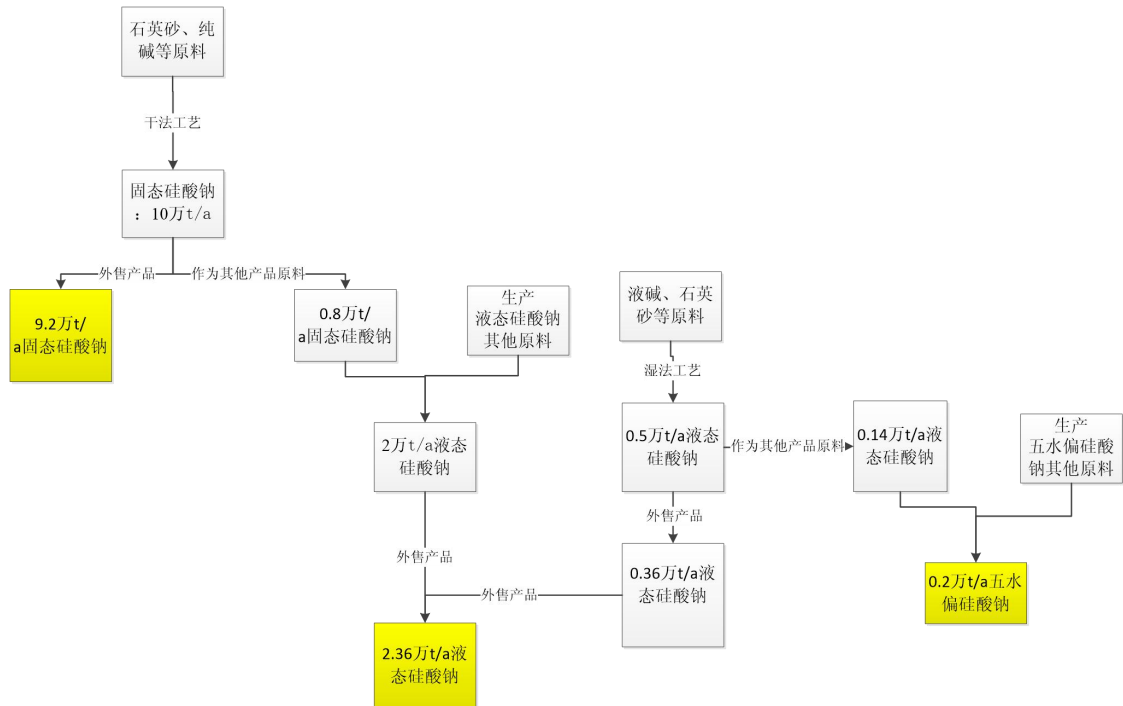 石英砂、纯
碱等原料
干法工艺
固态硅酸钠
：10万t/a
外售产品
作为其他产品原料
9.2万t/
a固态硅酸钠
0.8万t/
a固态硅酸钠
生产
液态硅酸钠
其他原料
液碱、石英
砂等原料
湿法工艺
2万t/a液态
硅酸钠
0.5万t/a液态
硅酸钠
作为其他产品原料
0.14万t/a液
态硅酸钠
生产
五水偏硅酸
钠其他原料
外售产品
外售产品
0.36万t/a液
态硅酸钠
外售产品
0.2万t/a五水
偏硅酸钠
2.36万t/a液
态硅酸钠